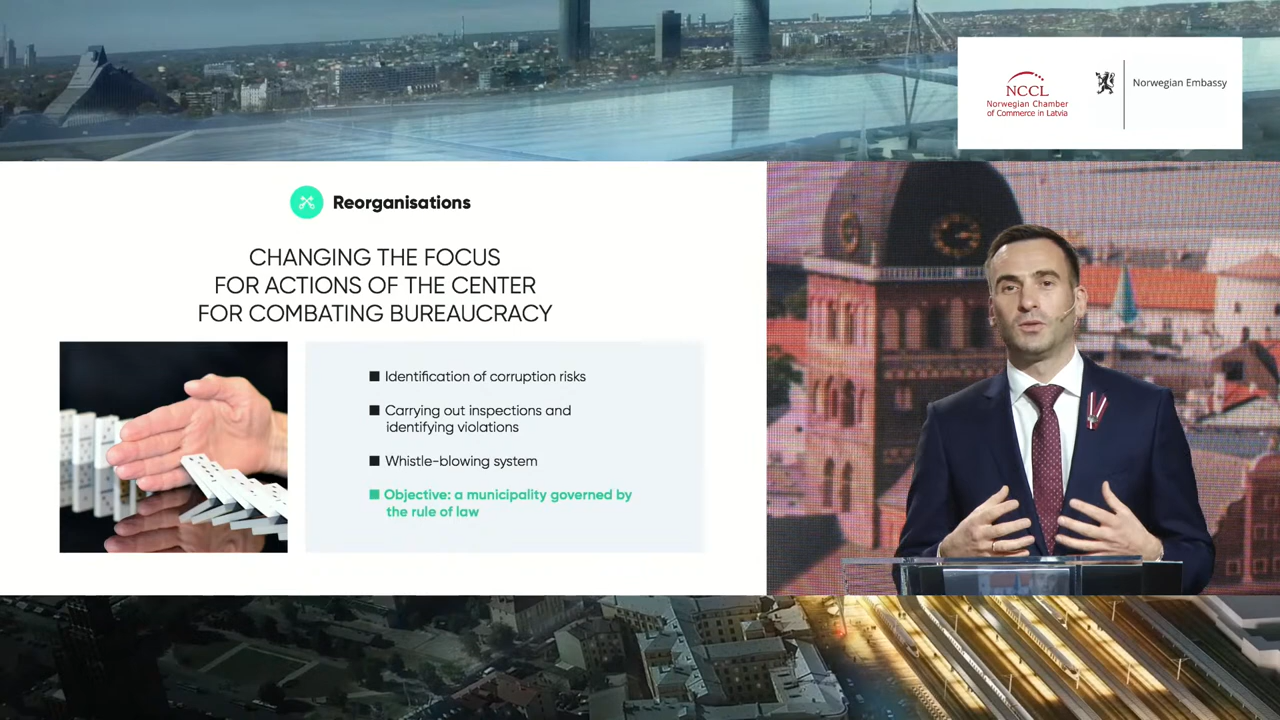 NCCL
Norwegian Chamber
of Commerce in Latvia
Norwegian Embassy
Reorganisations
CHANGING THE FOCUS
FOR ACTIONS OF THE CENTER
FOR COMBATING BUREAUCRACY
Identification of corruption risks
Carrying out inspections and
identifying violations
Whistle-blowing system
Objective: a municipality governed by
the rule of law